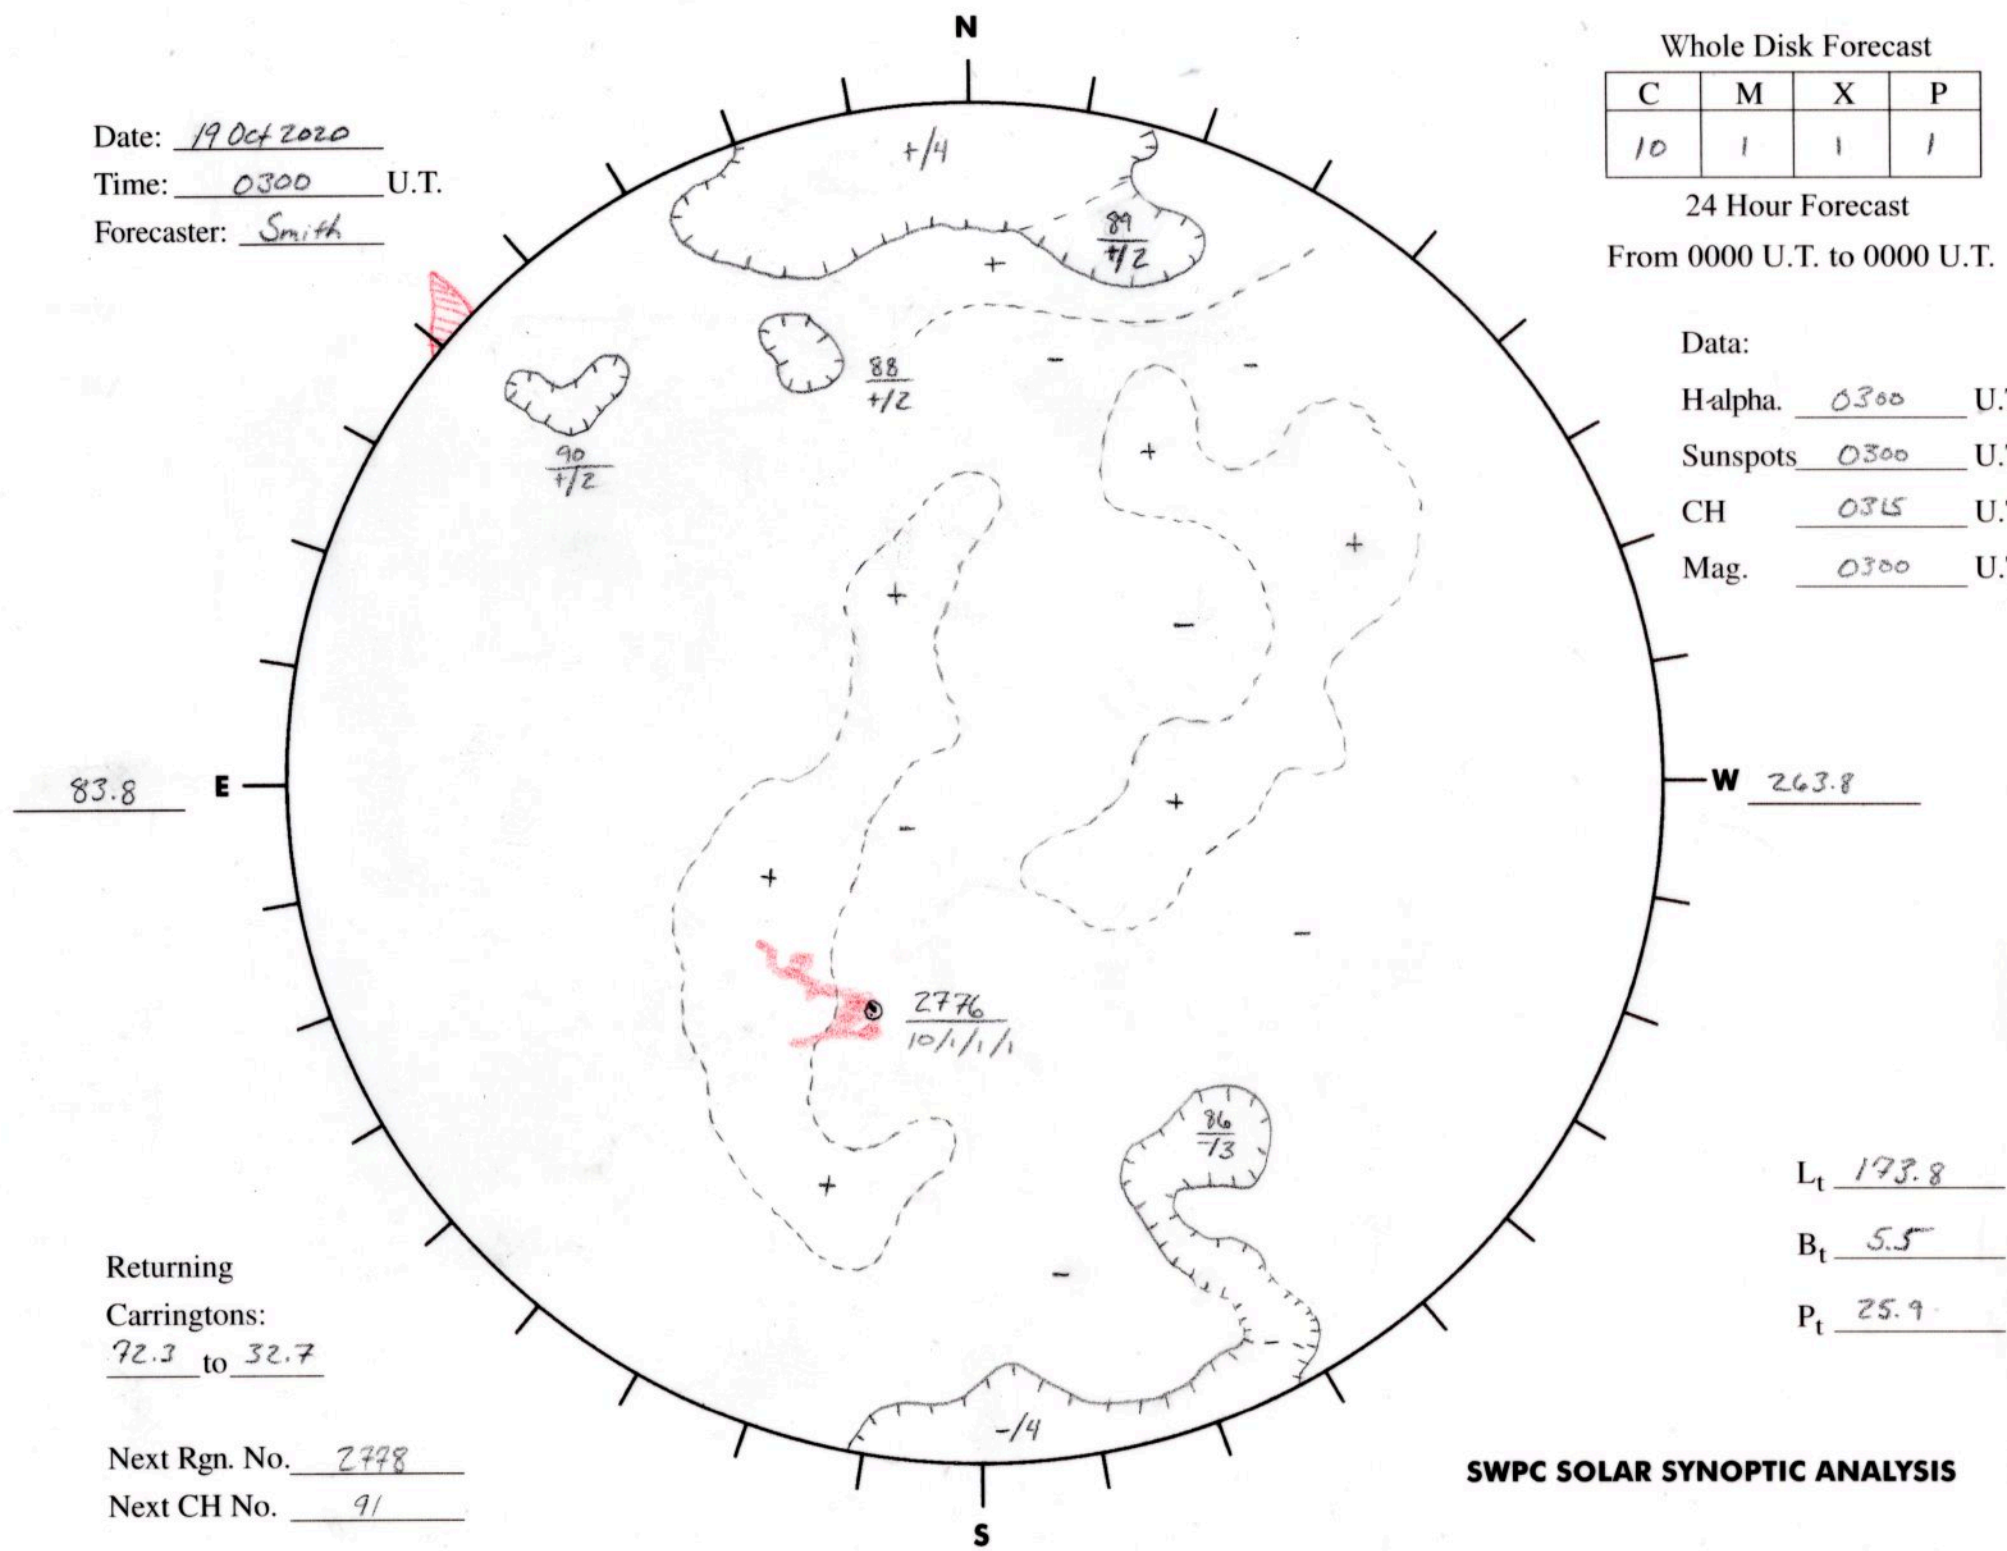 N
Whole Disk Forecast
C M X P
10 1 1 1
24 Hour Forecast
From 0000 U.T. to 0000 U.T.
Date: 19 Oct 2020
Time: 0300 U.T.
Forecaster: Smith
+/4
89
+/2
+
88
+/2
-
-
90
+/2
Data:
H-alpha. 0300 U.T
Sunspots 0300 U.T
CH 0315 U.T
Mag. 0300 U.T
+
+
+
-
83.8 E
W 263.8
+
-
+
-
2776
10/1/1/1
86
-/3
+
-
-/4
Lt 173.8
Bt 5.5
Pt 25.9
Returning
Carringtons:
72.3 to 32.7
Next Rgn. No. 2778
Next CH No. 91
SWPC SOLAR SYNOPTIC ANALYSIS
S